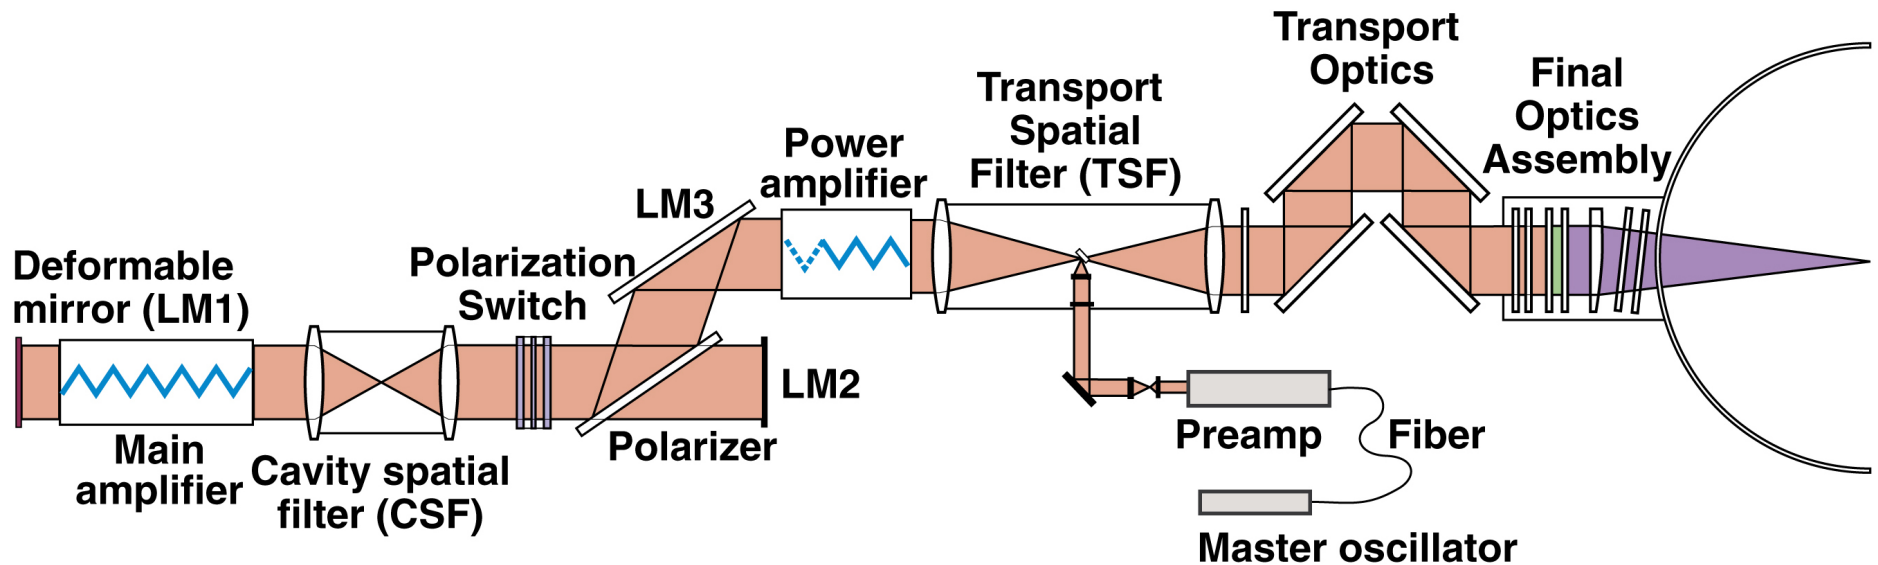 Transport
Optics
Final
Optics
Assembly
Transport
Spatial
Filter (TSF)
Power
amplifier
LM3
Polarization
Switch
Deformable
mirror (LM1)
LM2
Polarizer
Main
amplifier
Cavity spatial
filter (CSF)
Preamp
Fiber
Master oscillator